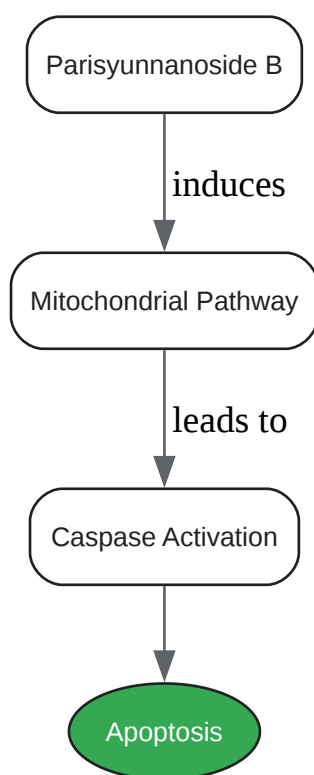 Parisyunnanoside B
induces
Mitochondrial Pathway
leads to
Caspase Activation
Apoptosis